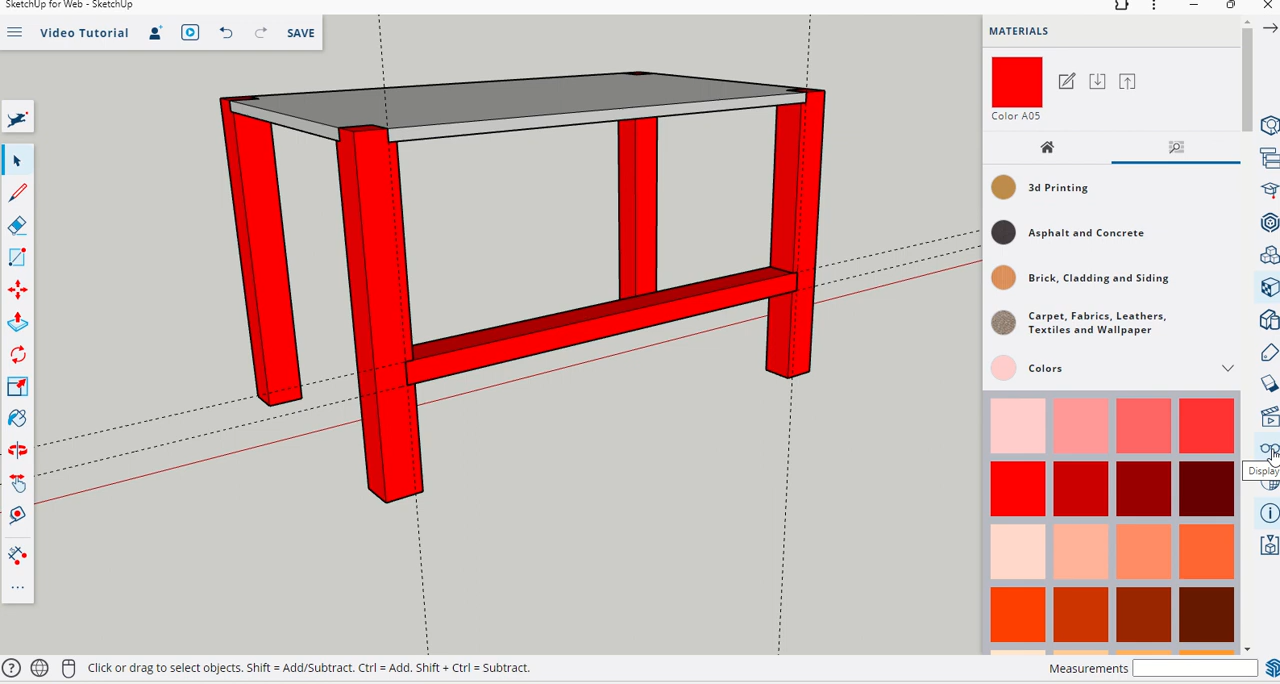 SketchUp for Web - SketchUp
Video Tutorial
SAVE
MATERIALS
Color A05
3d Printing
Asphalt and Concrete
Brick, Cladding and Siding
Carpet, Fabrics, Leathers,
Textiles and Wallpaper
Colors
Display
Click or drag to select objects. Shift = Add/Subtract. Ctrl = Add. Shift + Ctrl = Subtract.
Measurements